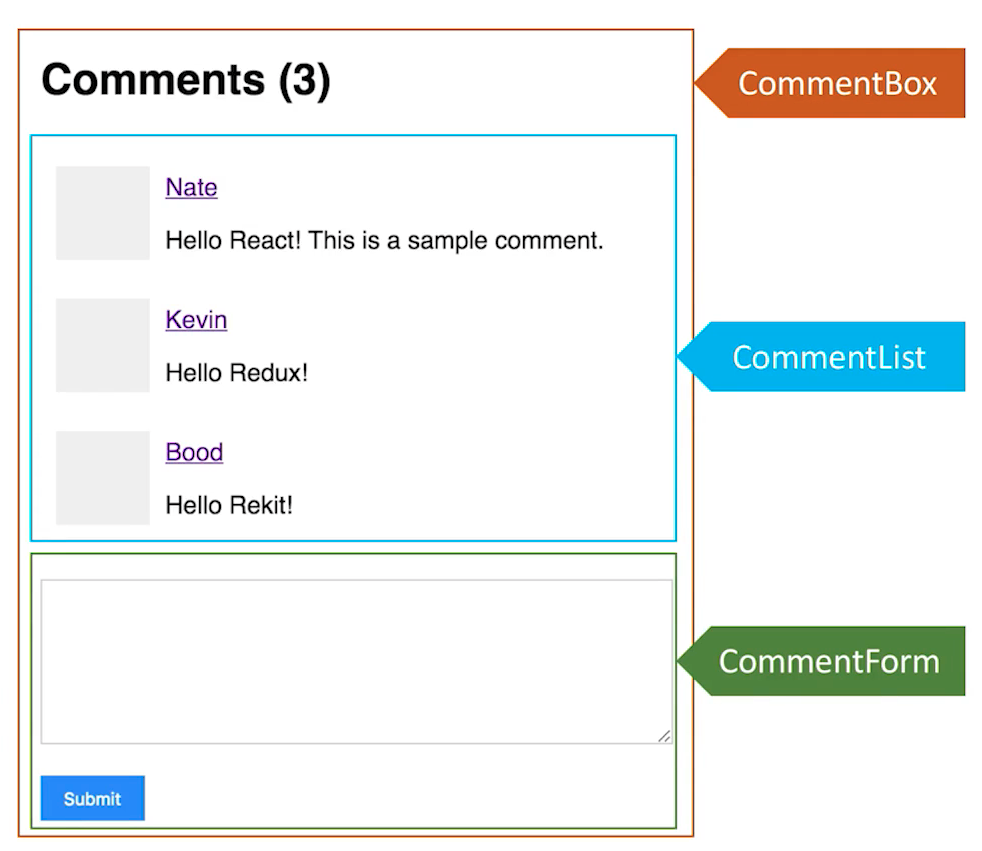 Comments (3)
CommentBox
Nate
Hello React! This is a sample comment.
Kevin
CommentList
Hello Redux!
Bood
Hello Rekit!
CommentForm
Submit